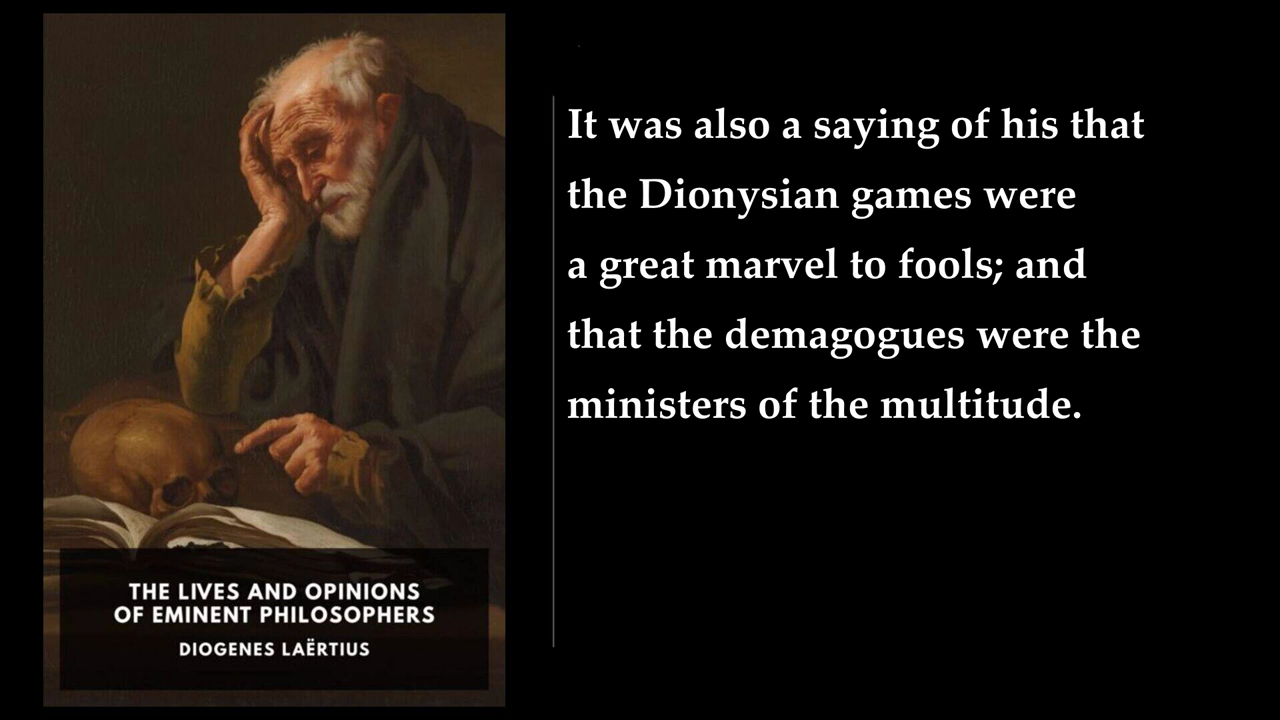 It was also a saying of his that
the Dionysian games were
a great marvel to fools; and
that the demagogues were the
ministers of the multitude.
THE LIVES AND OPINIONS
OF EMINENT PHILOSOPHERS
DIOGENES LAËRTIUS